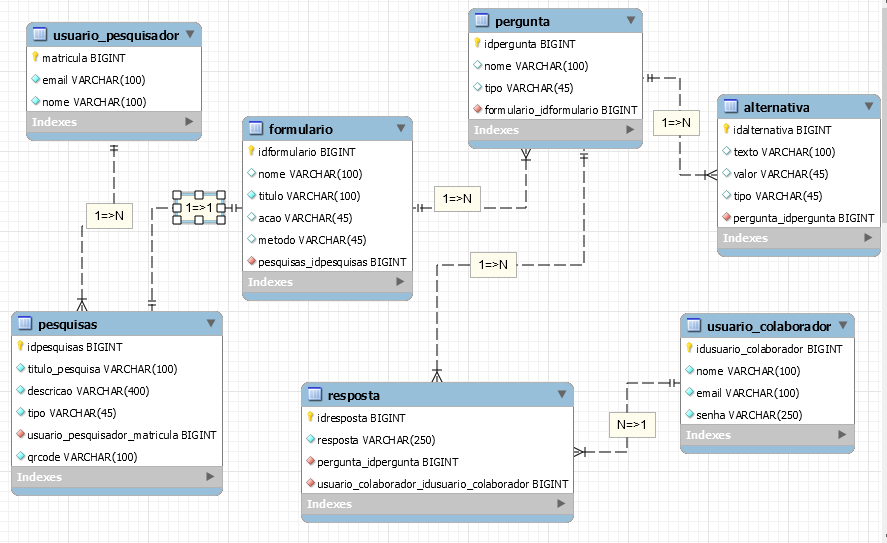 usuario_pesquisador
matricula BIGINT
email VARCHAR(100)
nome VARCHAR(100)
Indexes
pergunta
idpergunta BIGINT
nome VARCHAR(100)
tipo VARCHAR(45)
formulario_idformulario BIGINT
Indexes
alternativa
idalternativa BIGINT
texto VARCHAR(100)
valor VARCHAR(45)
tipo VARCHAR(45)
pergunta_idpergunta BIGINT
Indexes
formulario
idformulario BIGINT
nome VARCHAR(100)
titulo VARCHAR(100)
acao VARCHAR(45)
metodo VARCHAR(45)
pesquisas_idpesquisas BIGINT
Indexes
1=>N
1=>1
1=>N
1=>N
1=>N
pesquisas
idpesquisas BIGINT
titulo_pesquisa VARCHAR(100)
descricao VARCHAR(400)
tipo VARCHAR(45)
usuario_pesquisador_matricula BIGINT
qrcode VARCHAR(100)
Indexes
resposta
idresposta BIGINT
resposta VARCHAR(250)
pergunta_idpergunta BIGINT
usuario_colaborador_idusuario_colaborador BIGINT
Indexes
N=>1
usuario_colaborador
idusuario_colaborador BIGINT
nome VARCHAR(100)
email VARCHAR(100)
senha VARCHAR(250)
Indexes